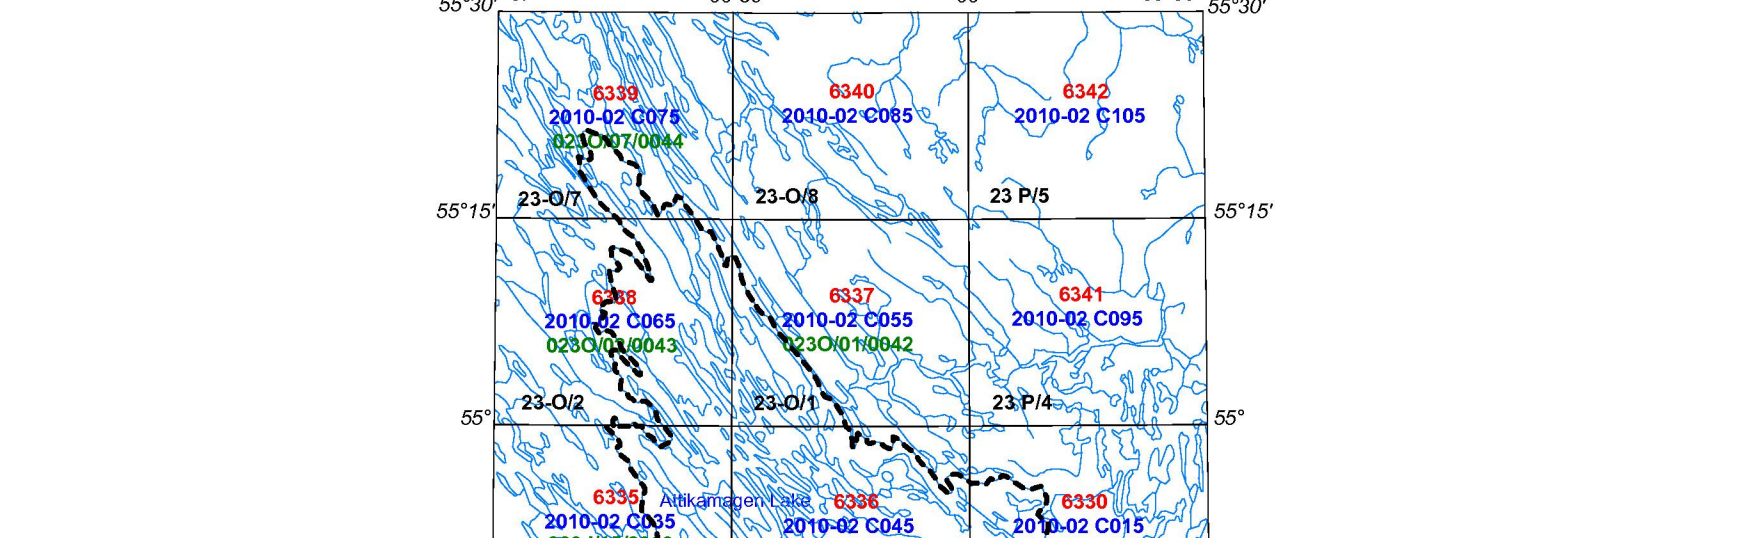 55°30'
55°30'
6339
2010-02 C075
023O/07/0044
6340
2010-02 C085
6342
2010-02 C105
23-O/7
23-O/8
23 P/5
55°15'
55°15'
6338
2010-02 C065
6337
2010-02 C055
023O/01/0042
6341
2010-02 C095
23-O/2
23-O/1
23 P/4
55°
55°
6335
2010-02 C035
Attikamagen Lake
6336
2010-02 C045
6330
2010-02 C015